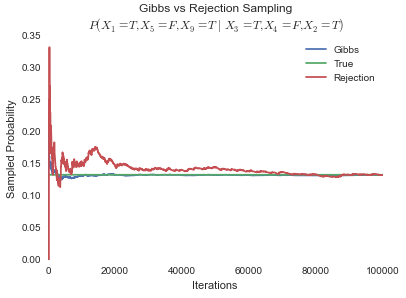 Gibbs vs Rejection Sampling
P(X₁ = T, X₅ = F, X₉ = T | X₃ = T, X₄ = F, X₂ = T)
0.35
0.30
0.25
0.20
0.15
0.10
0.05
0.00
Sampled Probability
Gibbs
True
Rejection
0 20000 40000 60000 80000 100000
Iterations